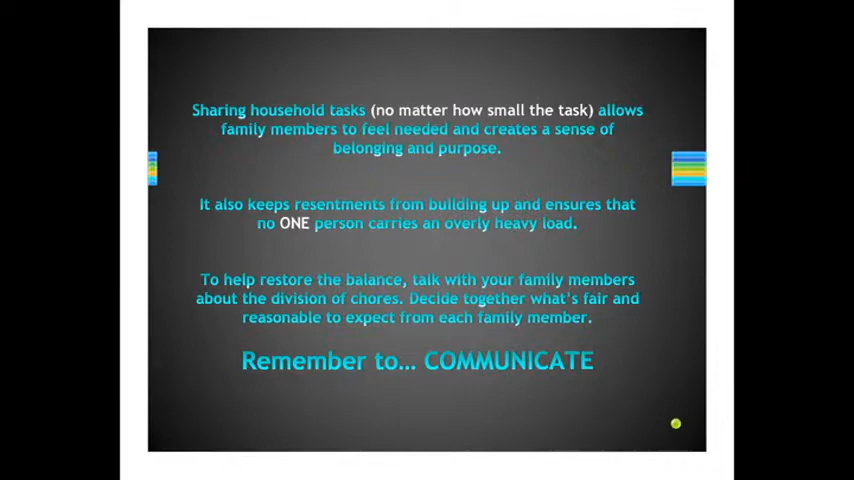 Sharing household tasks (no matter how small the task) allows
family members to feel needed and creates a sense of
belonging and purpose.
It also keeps resentments from building up and ensures that
no ONE person carries an overly heavy load.
To help restore the balance, talk with your family members
about the division of chores. Decide together what's fair and
reasonable to expect from each family member.
Remember to... COMMUNICATE